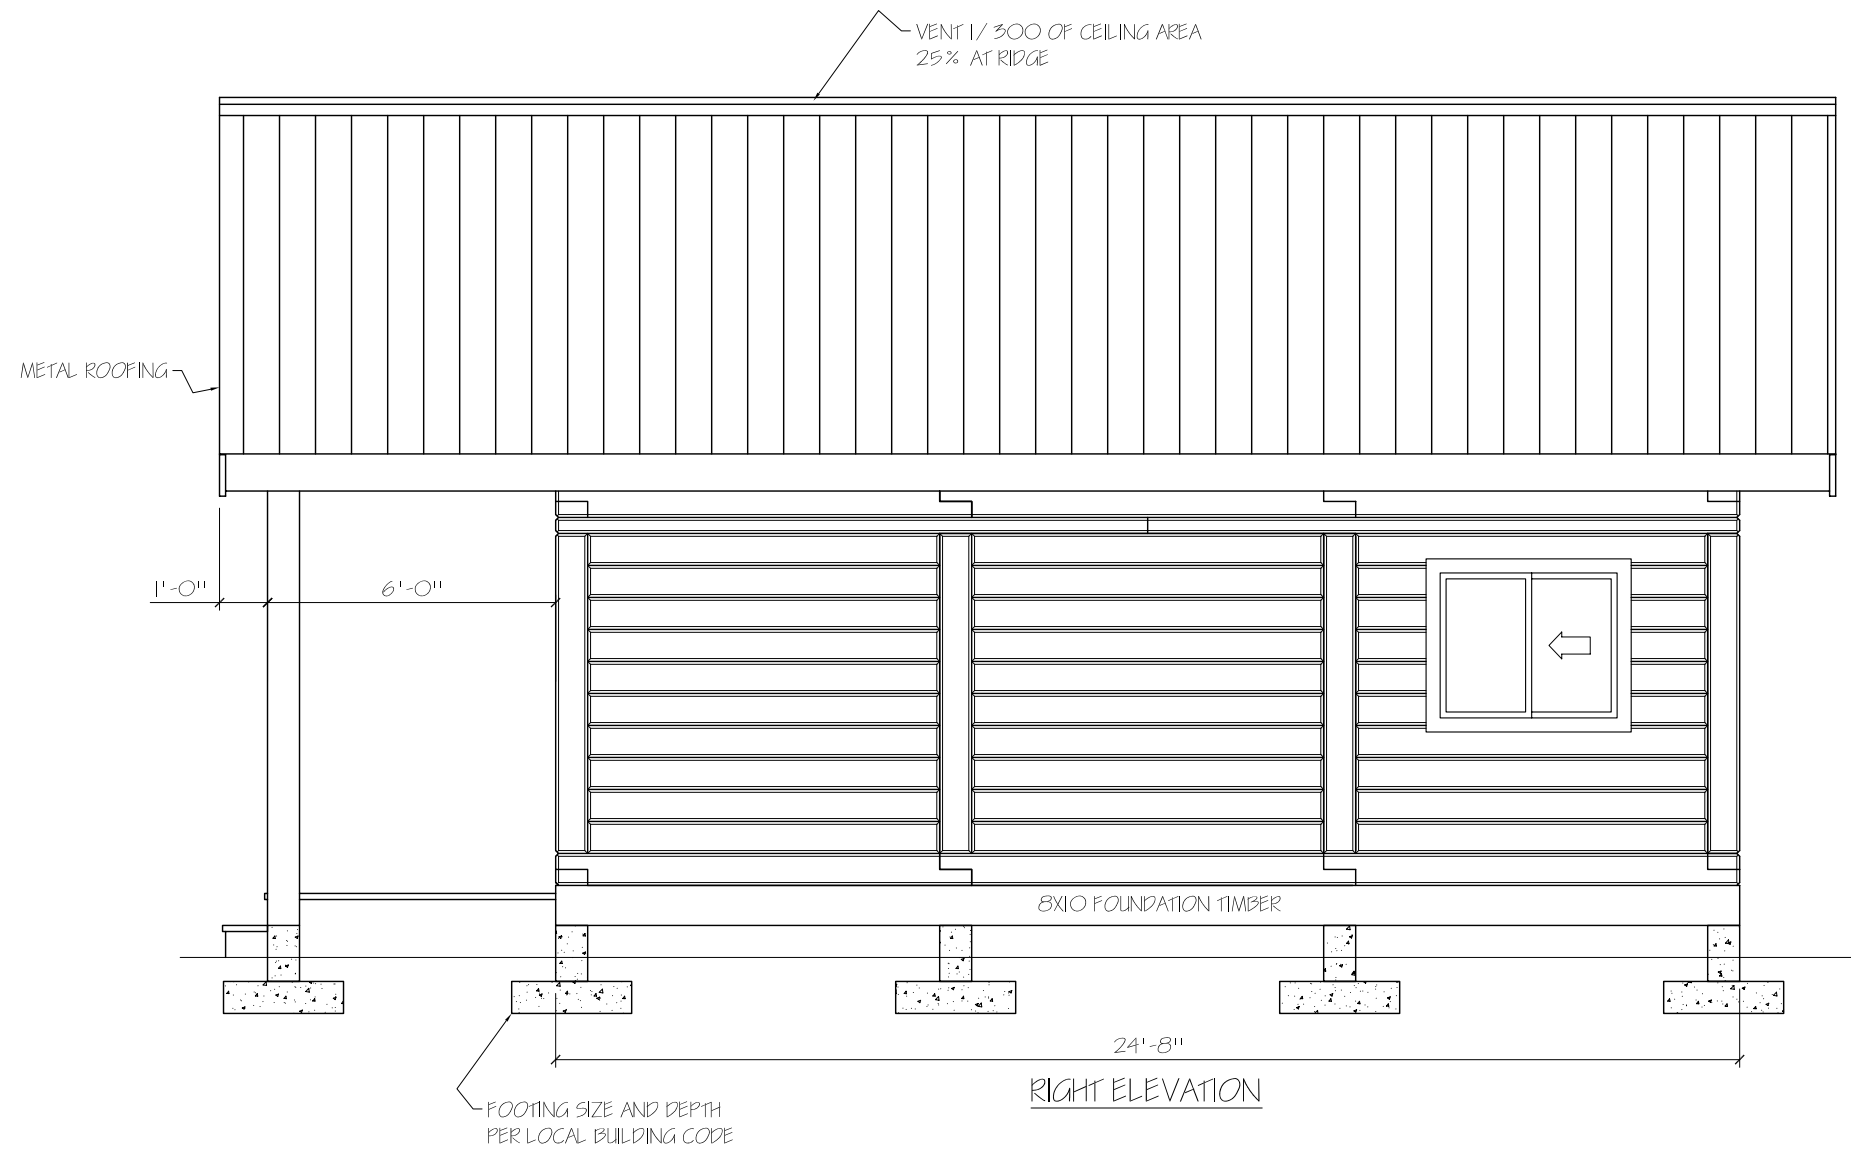 VENT 1/300 OF CEILING AREA
25% AT RIDGE
METAL ROOFING
1'-0"
6'-0"
8X10 FOUNDATION TIMBER
24'-8"
RIGHT ELEVATION
FOOTING SIZE AND DEPTH
PER LOCAL BUILDING CODE